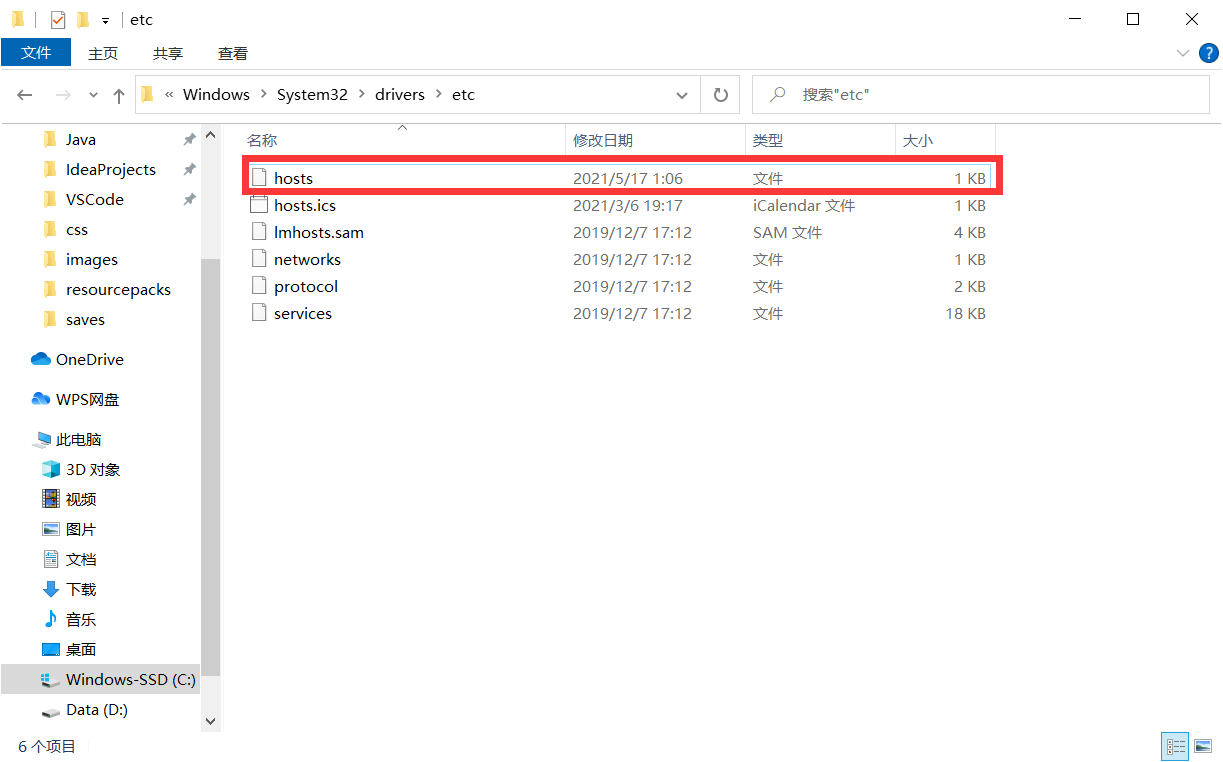 etc
文件 主页 共享 查看
« Windows > System32 > drivers > etc
搜索"etc"
Java
IdeaProjects
VSCode
css
images
resourcepacks
saves
OneDrive
WPS网盘
此电脑
3D 对象
视频
图片
文档
下载
音乐
桌面
Windows-SSD (C:)
Data (D:)
名称 修改日期 类型 大小
hosts 2021/5/17 1:06 文件 1 KB
hosts.ics 2021/3/6 19:17 iCalendar 文件 1 KB
lmhosts.sam 2019/12/7 17:12 SAM 文件 4 KB
networks 2019/12/7 17:12 文件 1 KB
protocol 2019/12/7 17:12 文件 2 KB
services 2019/12/7 17:12 文件 18 KB
6 个项目